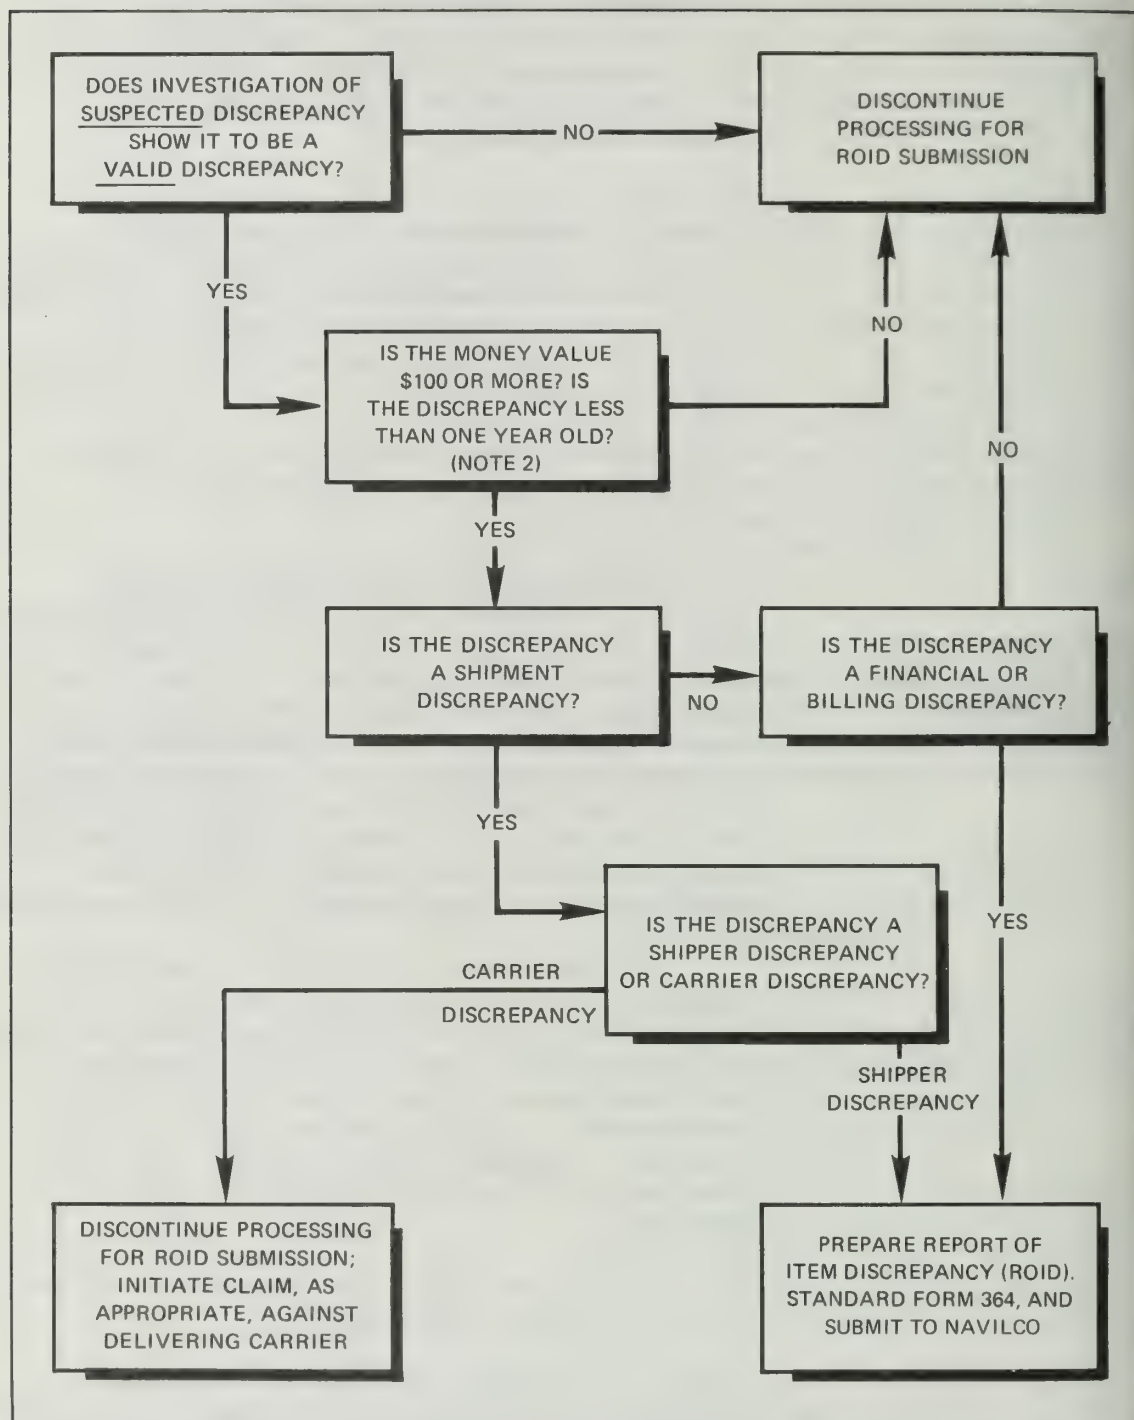 DOES INVESTIGATION OF
SUSPECTED DISCREPANCY
SHOW IT TO BE A
VALID DISCREPANCY?
NO
DISCONTINUE
PROCESSING FOR
ROID SUBMISSION
YES
IS THE MONEY VALUE
$100 OR MORE? IS
THE DISCREPANCY LESS
THAN ONE YEAR OLD?
(NOTE 2)
NO
NO
YES
IS THE DISCREPANCY
A SHIPMENT
DISCREPANCY?
NO
IS THE DISCREPANCY
A FINANCIAL OR
BILLING DISCREPANCY?
YES
IS THE DISCREPANCY A
SHIPPER DISCREPANCY
OR CARRIER DISCREPANCY?
YES
CARRIER
DISCREPANCY
SHIPPER
DISCREPANCY
DISCONTINUE PROCESSING
FOR ROID SUBMISSION;
INITIATE CLAIM, AS
APPROPRIATE, AGAINST
DELIVERING CARRIER
PREPARE REPORT OF
ITEM DISCREPANCY (ROID).
STANDARD FORM 364, AND
SUBMIT TO NAVILCO